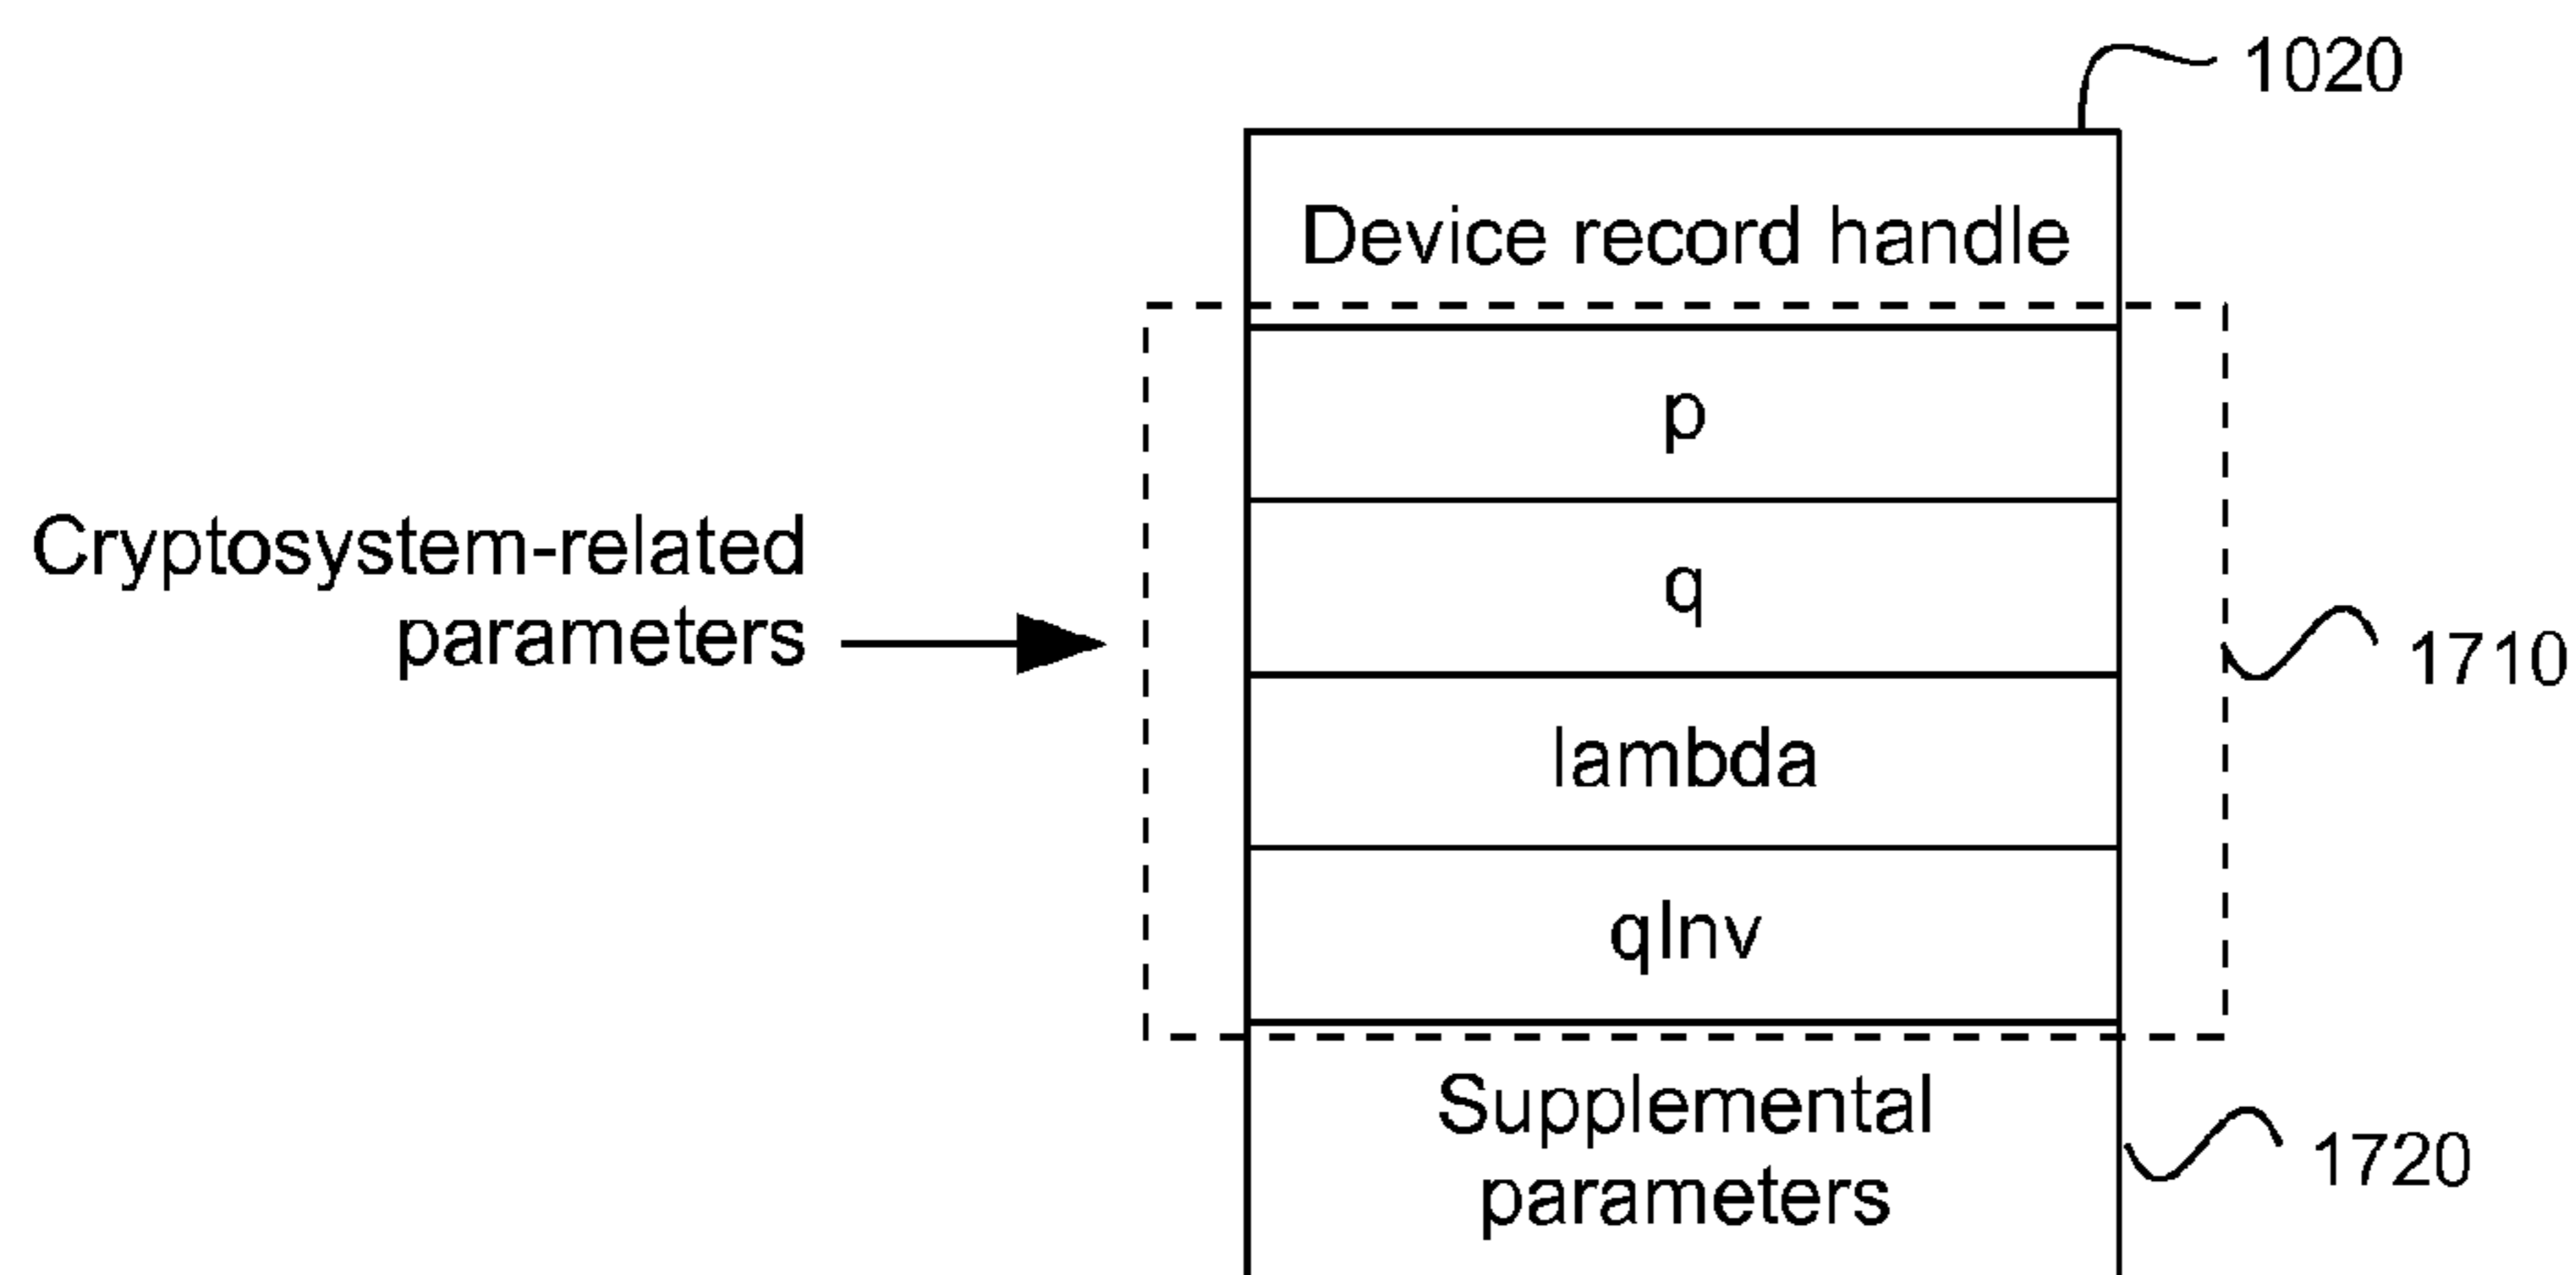 1020
Device record handle
p
q
Cryptosystem-related
parameters
1710
lambda
qInv
Supplemental
parameters
1720